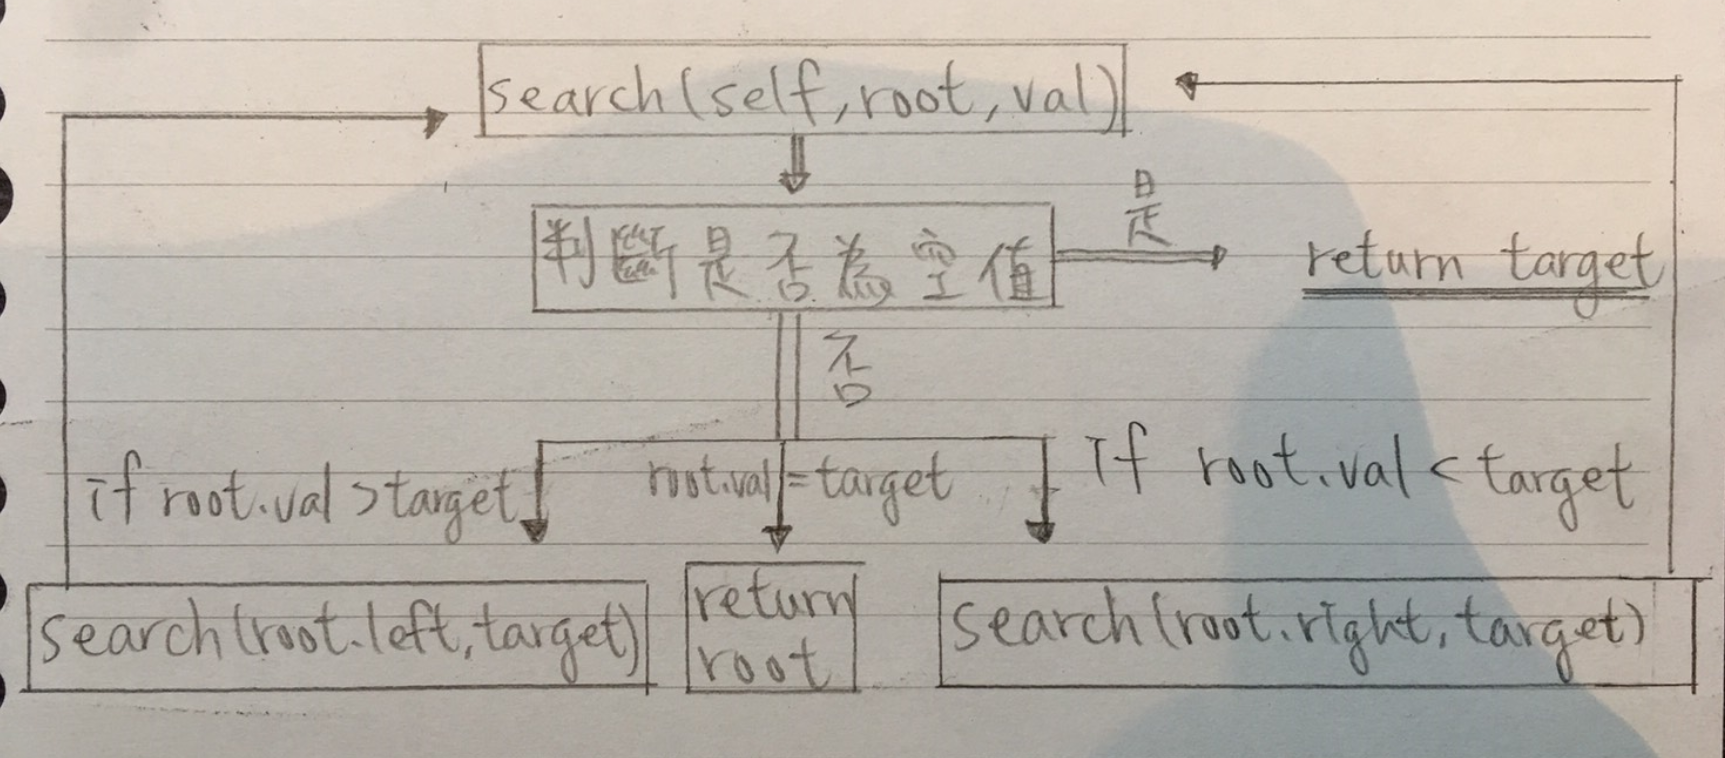 search(self,root,val)
是
判斷是否為空值
return target
否
if root.val>target
root.val=target
If root.val<target
search(root.left,target)
return
root
search(root.right,target)